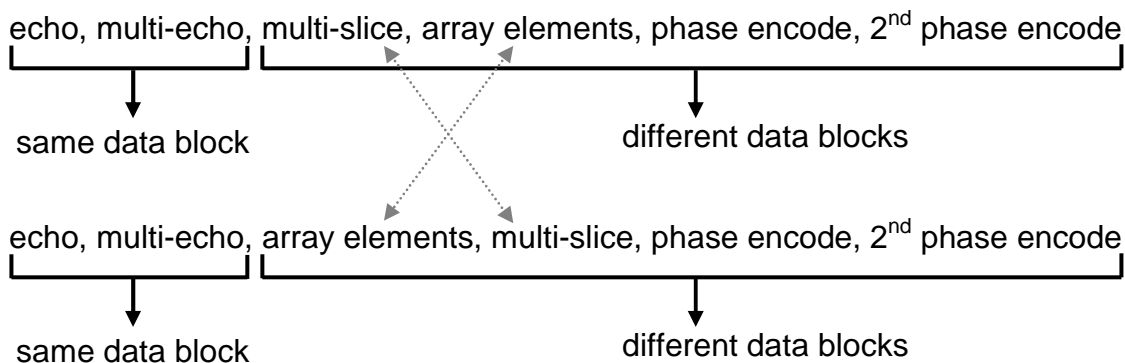 echo, multi-echo, multi-slice, array elements, phase encode, 2nd phase encode
same data block
different data blocks
echo, multi-echo, array elements, multi-slice, phase encode, 2nd phase encode
same data block
different data blocks